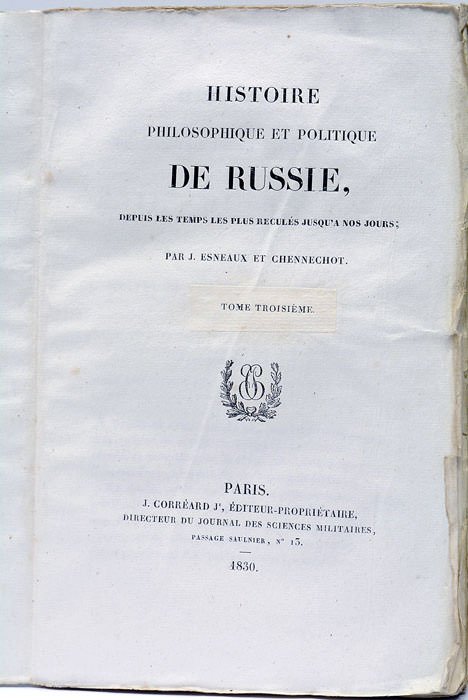 HISTOIRE
PHILOSOPHIQUE ET POLITIQUE
DE RUSSIE,
DEPUIS LES TEMPS LES PLUS RECULÉS JUSQU'A NOS JOURS;
PAR J. ESNEAUX ET CHENNECHOT.
TOME TROISIÈME.
PARIS.
J. CORRÉARD Jᵉ, ÉDITEUR-PROPRIÉTAIRE,
DIRECTEUR DU JOURNAL DES SCIENCES MILITAIRES,
PASSAGE SAULNIER, N° 13.
1830.